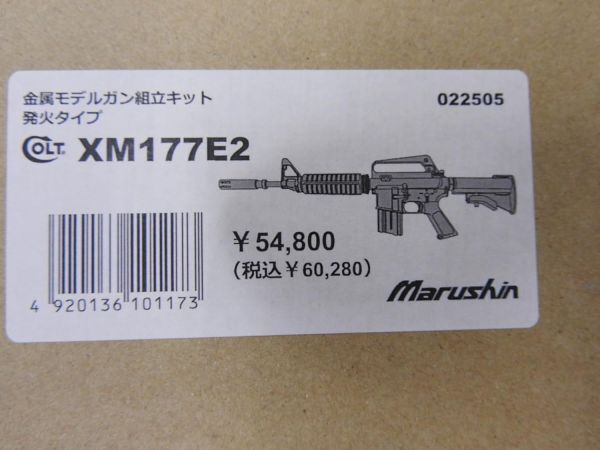 金属モデルガン組立キット
発火タイプ
022505
COLT XM177E2
￥54,800
(税込￥60,280)
4 920136 101173
Marushin